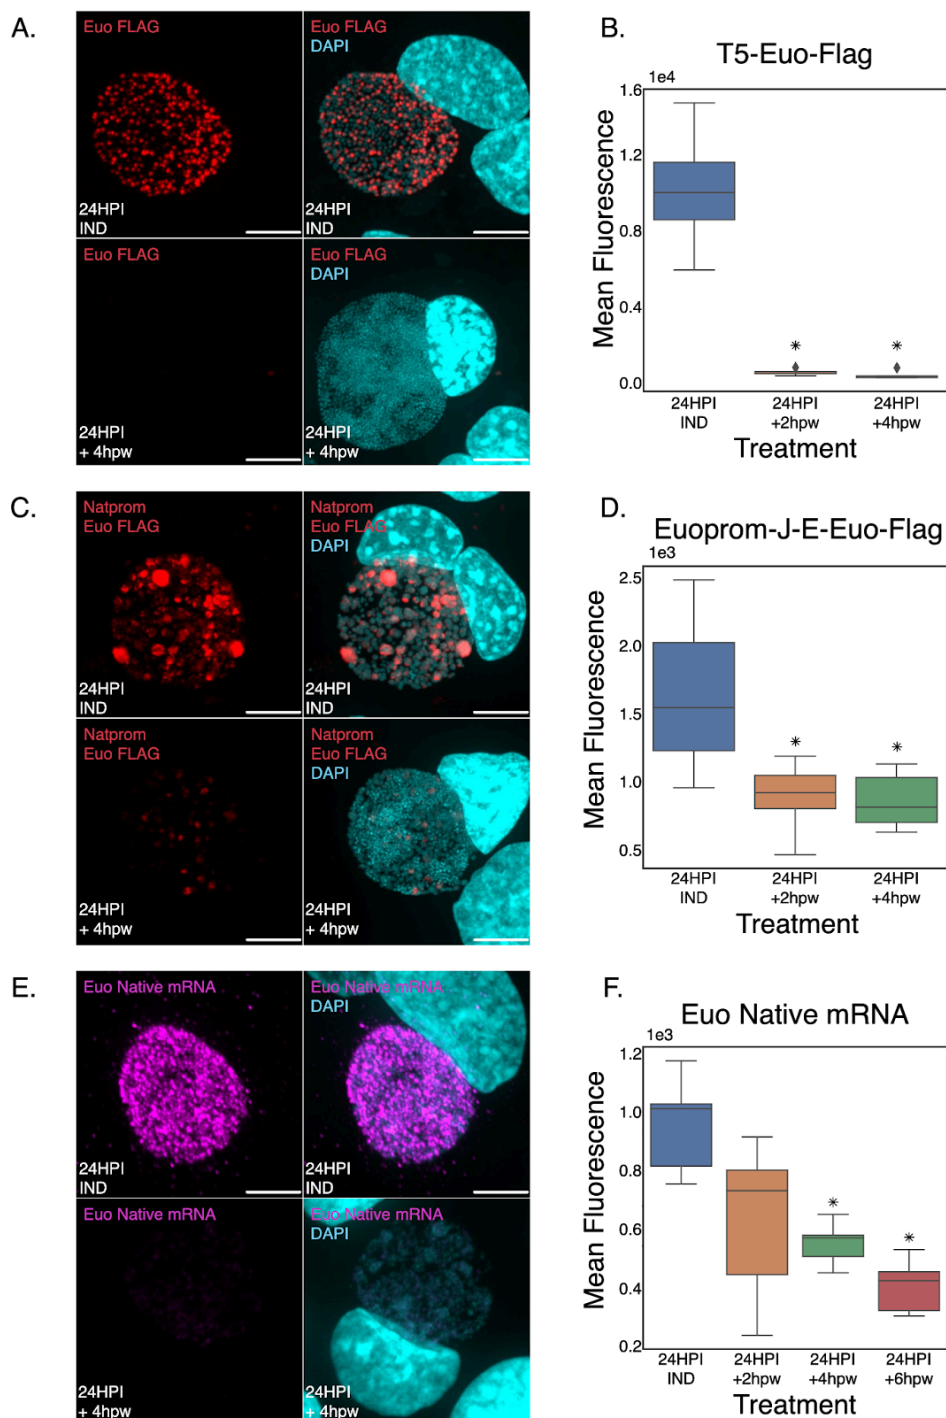 A.
Euo FLAG
24HPI
IND
Euo FLAG
DAPI
24HPI
IND
Euo FLAG
24HPI
+ 4hpw
Euo FLAG
DAPI
24HPI
+ 4hpw
B.
T5-Euo-Flag
1e4
Mean Fluorescence
1.6
1.2
0.8
0.4
0.0
*
*
24HPI
IND
24HPI
+2hpw
24HPI
+4hpw
Treatment
C.
Natprom
Euo FLAG
24HPI
IND
Natprom
Euo FLAG
DAPI
24HPI
IND
Natprom
Euo FLAG
24HPI
+ 4hpw
Natprom
Euo FLAG
DAPI
24HPI
+ 4hpw
D.
Euoprom-J-E-Euo-Flag
1e3
Mean Fluorescence
2.5
2.0
1.5
1.0
0.5
*
*
24HPI
IND
24HPI
+2hpw
24HPI
+4hpw
Treatment
E.
Euo Native mRNA
24HPI
IND
Euo Native mRNA
DAPI
24HPI
IND
Euo Native mRNA
24HPI
+ 4hpw
Euo Native mRNA
DAPI
24HPI
+ 4hpw
F.
Euo Native mRNA
1e3
Mean Fluorescence
1.2
1.0
0.8
0.6
0.4
0.2
*
*
24HPI
IND
24HPI
+2hpw
24HPI
+4hpw
24HPI
+6hpw
Treatment